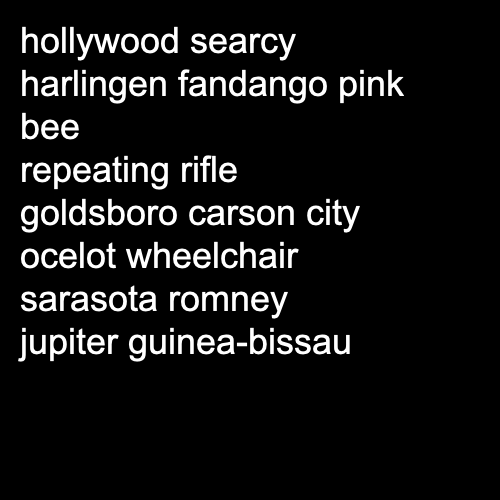 hollywood searcy
harlingen fandango pink
bee
repeating rifle
goldsboro carson city
ocelot wheelchair
sarasota romney
jupiter guinea-bissau